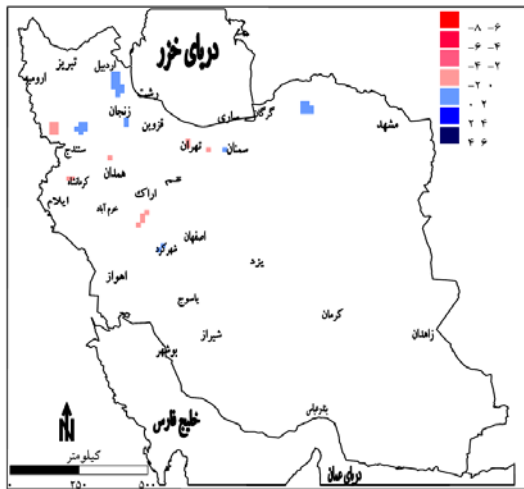 دریای خزر
تبریز
اردبیل
ارومیه
رشت
زنجان
قزوین
ساری
گرگان
مشهد
سنندج
تهران
سمنان
همدان
کرمانشاه
قم
ایلام
اراک
خرم آباد
اصفهان
شهرکرد
یزد
اهواز
یاسوج
کرمان
زاهدان
شیراز
بوشهر
بندرعباس
خلیج فارس
دریای عمان
N
کیلومتر
۰ ۲۵۰ ۵۰۰
-۸ -۶
-۶ -۴
-۴ -۲
-۲ ۰
۰ ۲
۲ ۴
۴ ۶